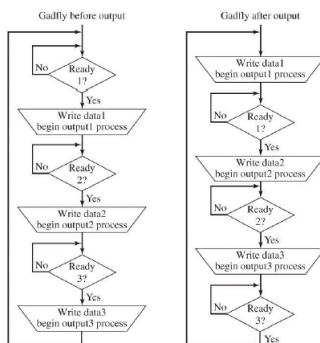 Gadfly before output
No
Ready
1?
Yes
Write data1
begin output1 process
No
Ready
2?
Yes
Write data2
begin output2 process
No
Ready
3?
Yes
Write data3
begin output3 process
Gadfly after output
Write data1
begin output1 process
No
Ready
1?
Yes
Write data2
begin output2 process
No
Ready
2?
Yes
Write data3
begin output3 process
No
Ready
3?
Yes